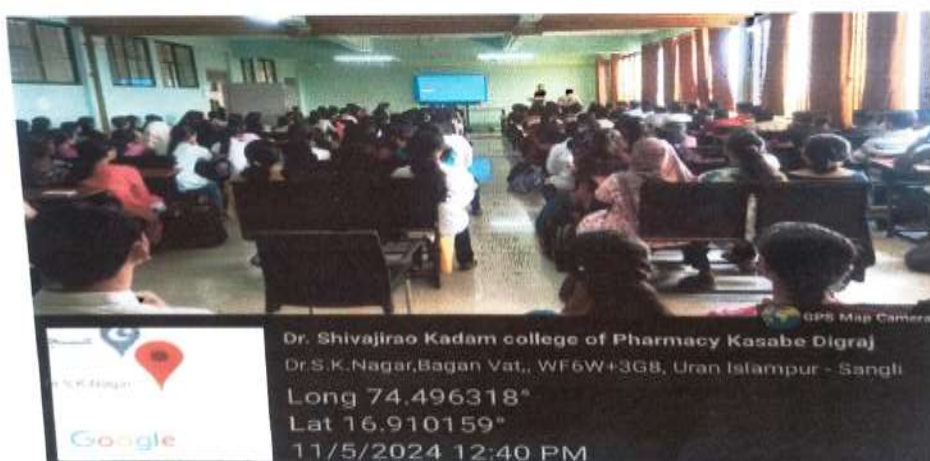 GPS Map Camera
Dr. Shivajirao Kadam college of Pharmacy Kasabe Digraj
Dr.S.K.Nagar,Bagan Vat,, WF6W+3G8, Uran Islampur - Sangli
Long 74.496318°
Lat 16.910159°
11/5/2024 12:40 PM
S.K.Nagar
Google